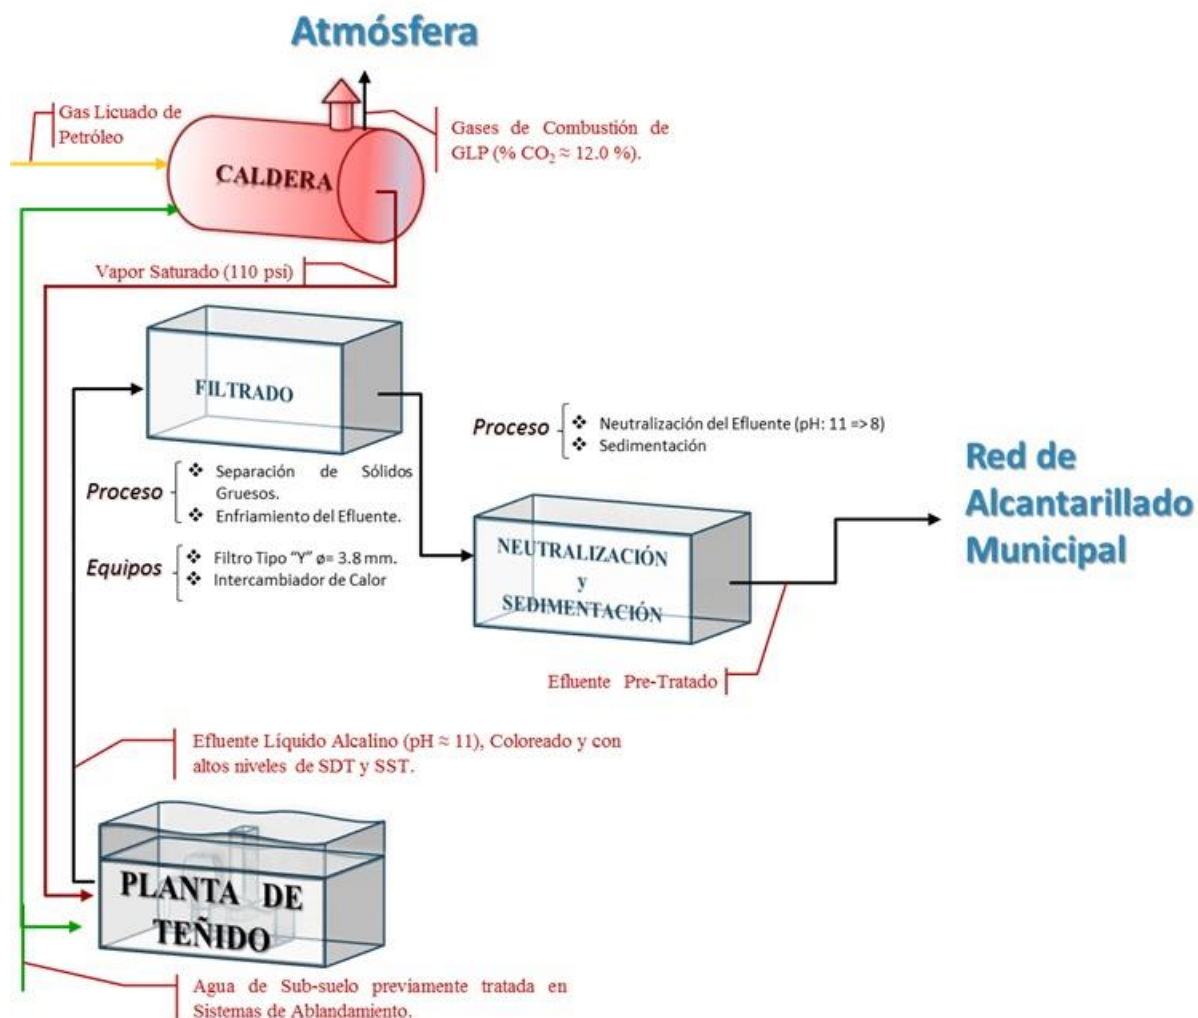 Atmósfera
Gas Licuado de
Petróleo
Gases de Combustión de
GLP (% CO₂ ≈ 12.0 %).
CALDERA
Vapor Saturado (110 psi)
FILTRADO
Proceso
❖ Separación de Sólidos
Gruesos.
❖ Enfriamiento del Efluente.
Equipos
❖ Filtro Tipo “Y” ø= 3.8 mm.
❖ Intercambiador de Calor
Proceso
❖ Neutralización del Efluente (pH: 11 => 8)
❖ Sedimentación
NEUTRALIZACIÓN
y
SEDIMENTACIÓN
Red de
Alcantarillado
Municipal
Efluente Pre-Tratado
Efluente Líquido Alcalino (pH ≈ 11), Coloreado y con
altos niveles de SDT y SST.
PLANTA DE
TEÑIDO
Agua de Sub-suelo previamente tratada en
Sistemas de Ablandamiento.